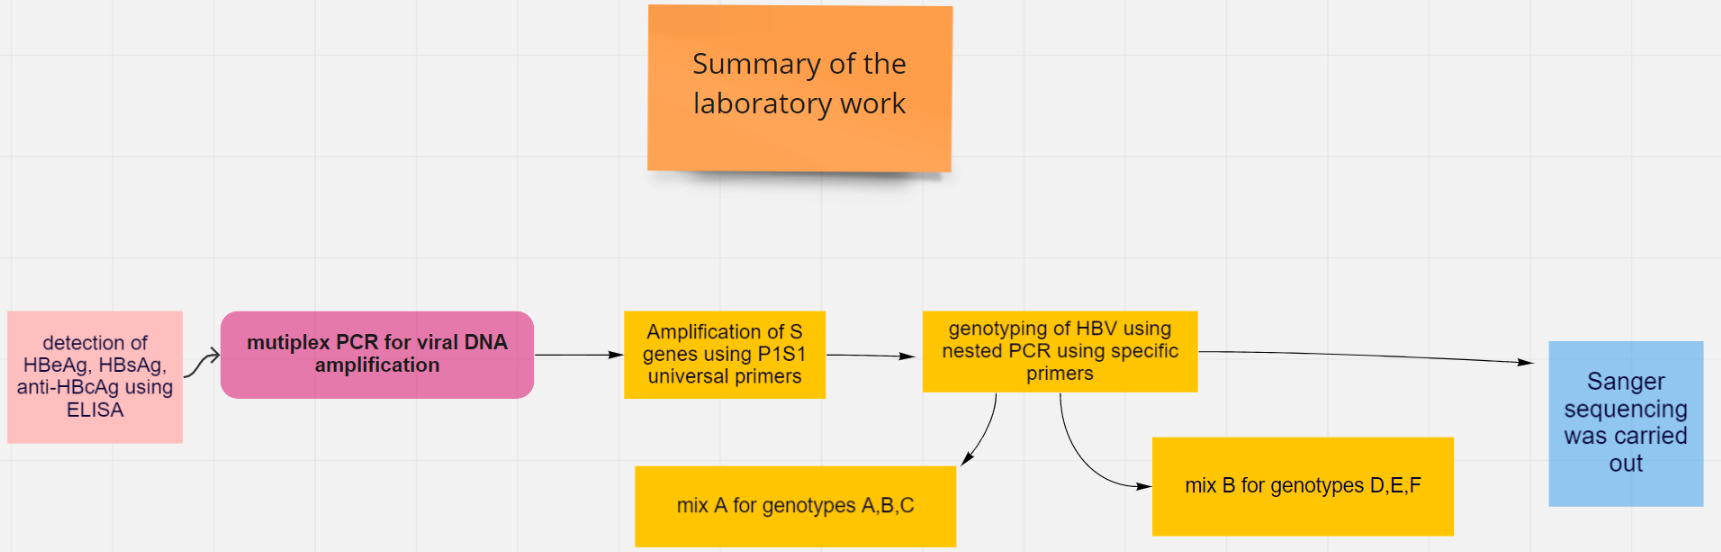 Summary of the
laboratory work
detection of
HBeAg, HBsAg,
anti-HBcAg using
ELISA
mutiplex PCR for viral DNA
amplification
Amplification of S
genes using P1S1
universal primers
genotyping of HBV using
nested PCR using specific
primers
mix A for genotypes A,B,C
mix B for genotypes D,E,F
Sanger
sequencing
was carried
out